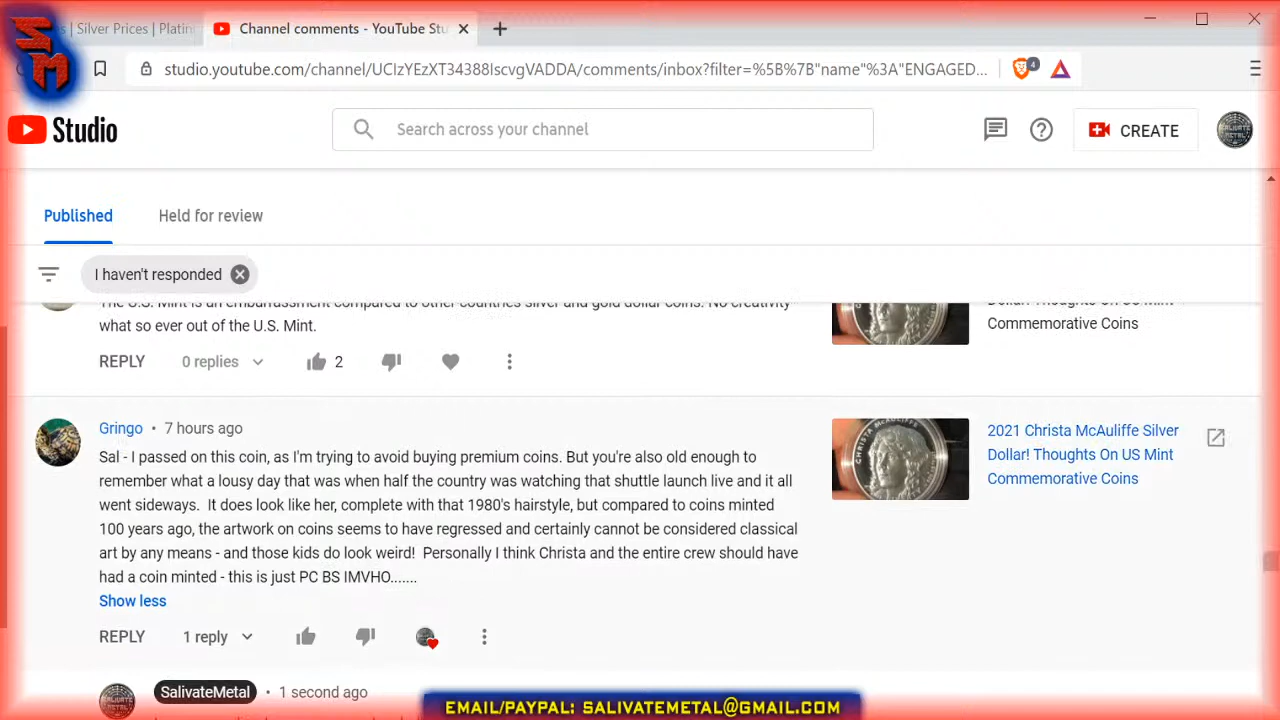 SM
s | Silver Prices | Platin
Channel comments - YouTube Stu
studio.youtube.com/channel/UCIzYEzXT34388IscvgVADDA/comments/inbox?filter=%5B%7B"name"%3A"ENGAGED...
4
Studio
Search across your channel
CREATE
Published
Held for review
I haven't responded
The U.S. Mint is an embarrassment compared to other countries silver and gold dollar coins. No creativity
what so ever out of the U.S. Mint.
Dollar! Thoughts On US Mint
Commemorative Coins
REPLY 0 replies 2
Gringo • 7 hours ago
Sal - I passed on this coin, as I'm trying to avoid buying premium coins. But you're also old enough to
remember what a lousy day that was when half the country was watching that shuttle launch live and it all
went sideways. It does look like her, complete with that 1980's hairstyle, but compared to coins minted
100 years ago, the artwork on coins seems to have regressed and certainly cannot be considered classical
art by any means - and those kids do look weird! Personally I think Christa and the entire crew should have
had a coin minted - this is just PC BS IMVHO.......
Show less
CHRISTA McAULIFFE
2021 Christa McAuliffe Silver
Dollar! Thoughts On US Mint
Commemorative Coins
REPLY 1 reply
SalivateMetal • 1 second ago
EMAIL/PAYPAL: SALIVATEMETAL@GMAIL.COM